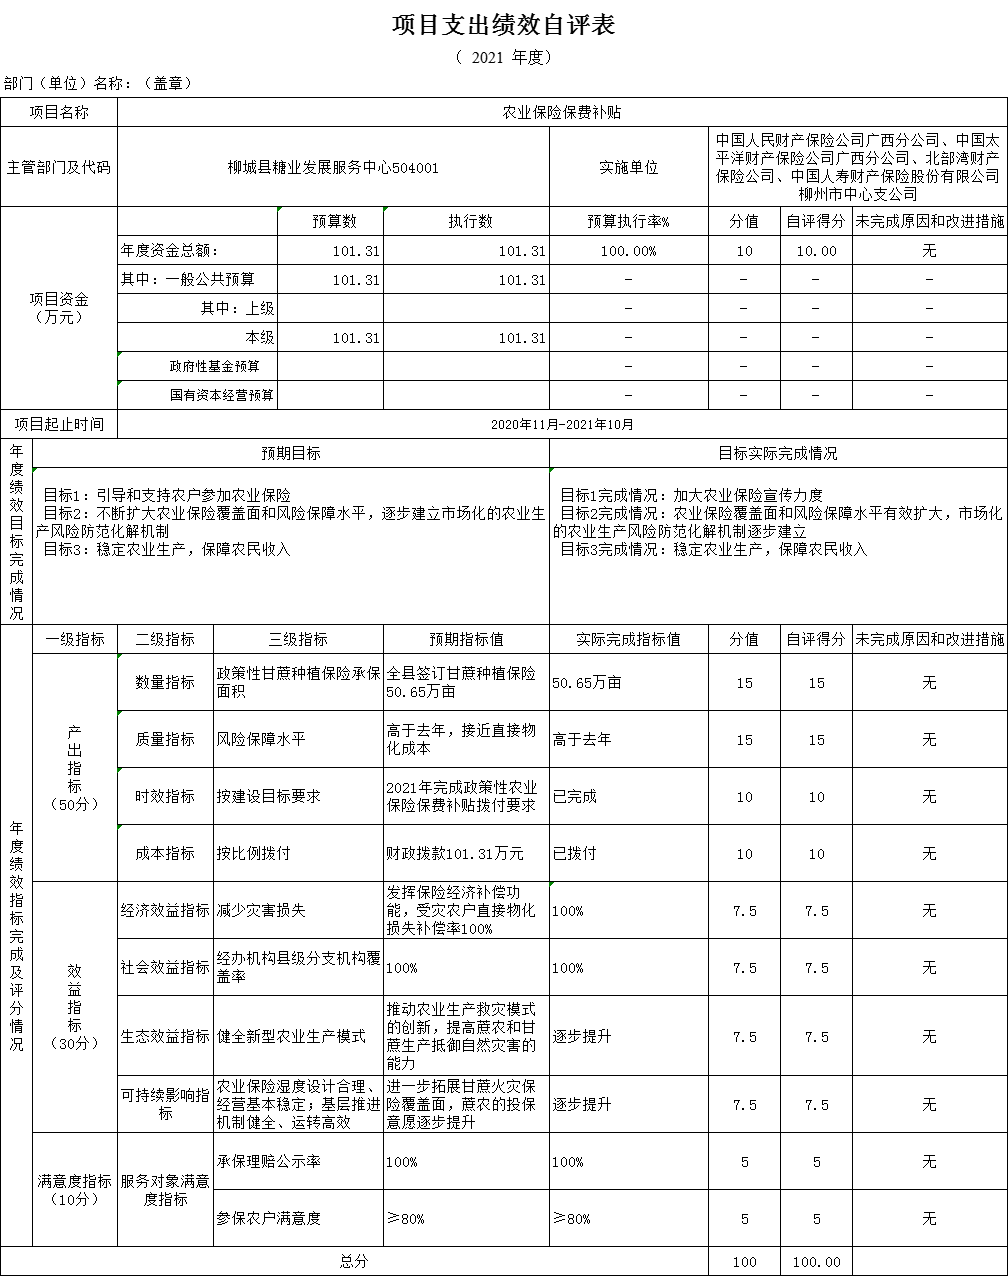 项目支出绩效自评表
（ 2021 年度）
部门（单位）名称：（盖章）
项目名称
农业保险保费补贴
主管部门及代码
柳城县糖业发展服务中心504001
实施单位
中国人民财产保险公司广西分公司、中国太
平洋财产保险公司广西分公司、北部湾财产
保险公司、中国人寿财产保险股份有限公司
柳州市中心支公司
项目资金
（万元）
预算数 执行数 预算执行率% 分值 自评得分 未完成原因和改进措施
年度资金总额： 101.31 101.31 100.00% 10 10.00 无
其中：一般公共预算 101.31 101.31 － － － －
其中：上级 － － － －
本级 101.31 101.31 － － － －
政府性基金预算 － － － －
国有资本经营预算 － － － －
项目起止时间
2020年11月-2021年10月
年度绩效目标完成情况
预期目标
目标实际完成情况
目标1：引导和支持农户参加农业保险
目标2：不断扩大农业保险覆盖面和风险保障水平，逐步建立市场化的农业生
产风险防范化解机制
目标3：稳定农业生产，保障农民收入
目标1完成情况：加大农业保险宣传力度
目标2完成情况：农业保险覆盖面和风险保障水平有效扩大，市场化
的农业生产风险防范化解机制逐步建立
目标3完成情况：稳定农业生产，保障农民收入
年度绩效指标完成及评分情况
一级指标 二级指标 三级指标 预期指标值 实际完成指标值 分值 自评得分 未完成原因和改进措施
产出指标
（50分）
数量指标
政策性甘蔗种植保险承保
面积
全县签订甘蔗种植保险
50.65万亩
50.65万亩 15 15 无
质量指标
风险保障水平
高于去年，接近直接物
化成本
高于去年 15 15 无
时效指标
按建设目标要求
2021年完成政策性农业
保险保费补贴拨付要求
已完成 10 10 无
成本指标
按比例拨付
财政拨款101.31万元
已拨付 10 10 无
效益指标
（30分）
经济效益指标
减少灾害损失
发挥保险经济补偿功
能，受灾农户直接物化
损失补偿率100%
100% 7.5 7.5 无
社会效益指标
经办机构县级分支机构覆
盖率
100%
100% 7.5 7.5 无
生态效益指标
健全新型农业生产模式
推动农业生产救灾模式
的创新，提高蔗农和甘
蔗生产抵御自然灾害的
能力
逐步提升 7.5 7.5 无
可持续影响指
标
农业保险湿度设计合理、
经营基本稳定；基层推进
机制健全、运转高效
进一步拓展甘蔗火灾保
险覆盖面，蔗农的投保
意愿逐步提升
逐步提升 7.5 7.5 无
满意度指标
（10分）
服务对象满意
度指标
承保理赔公示率 100% 100% 5 5 无
参保农户满意度 ≥80% ≥80% 5 5 无
总分 100 100.00